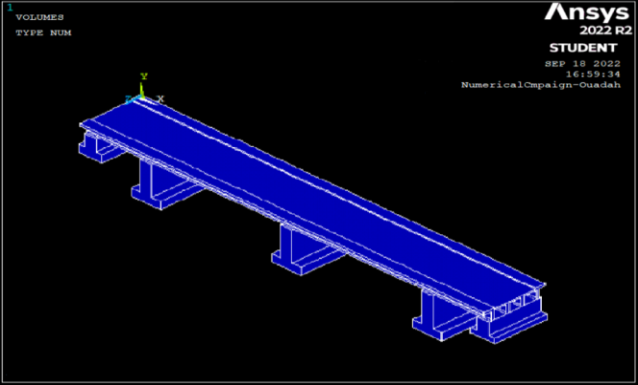 1
VOLUMES
TYPE NUM
Ansys
2022 R2
STUDENT
SEP 18 2022
16:59:34
NumericalCmpaign-Ouadah
Y
Z X